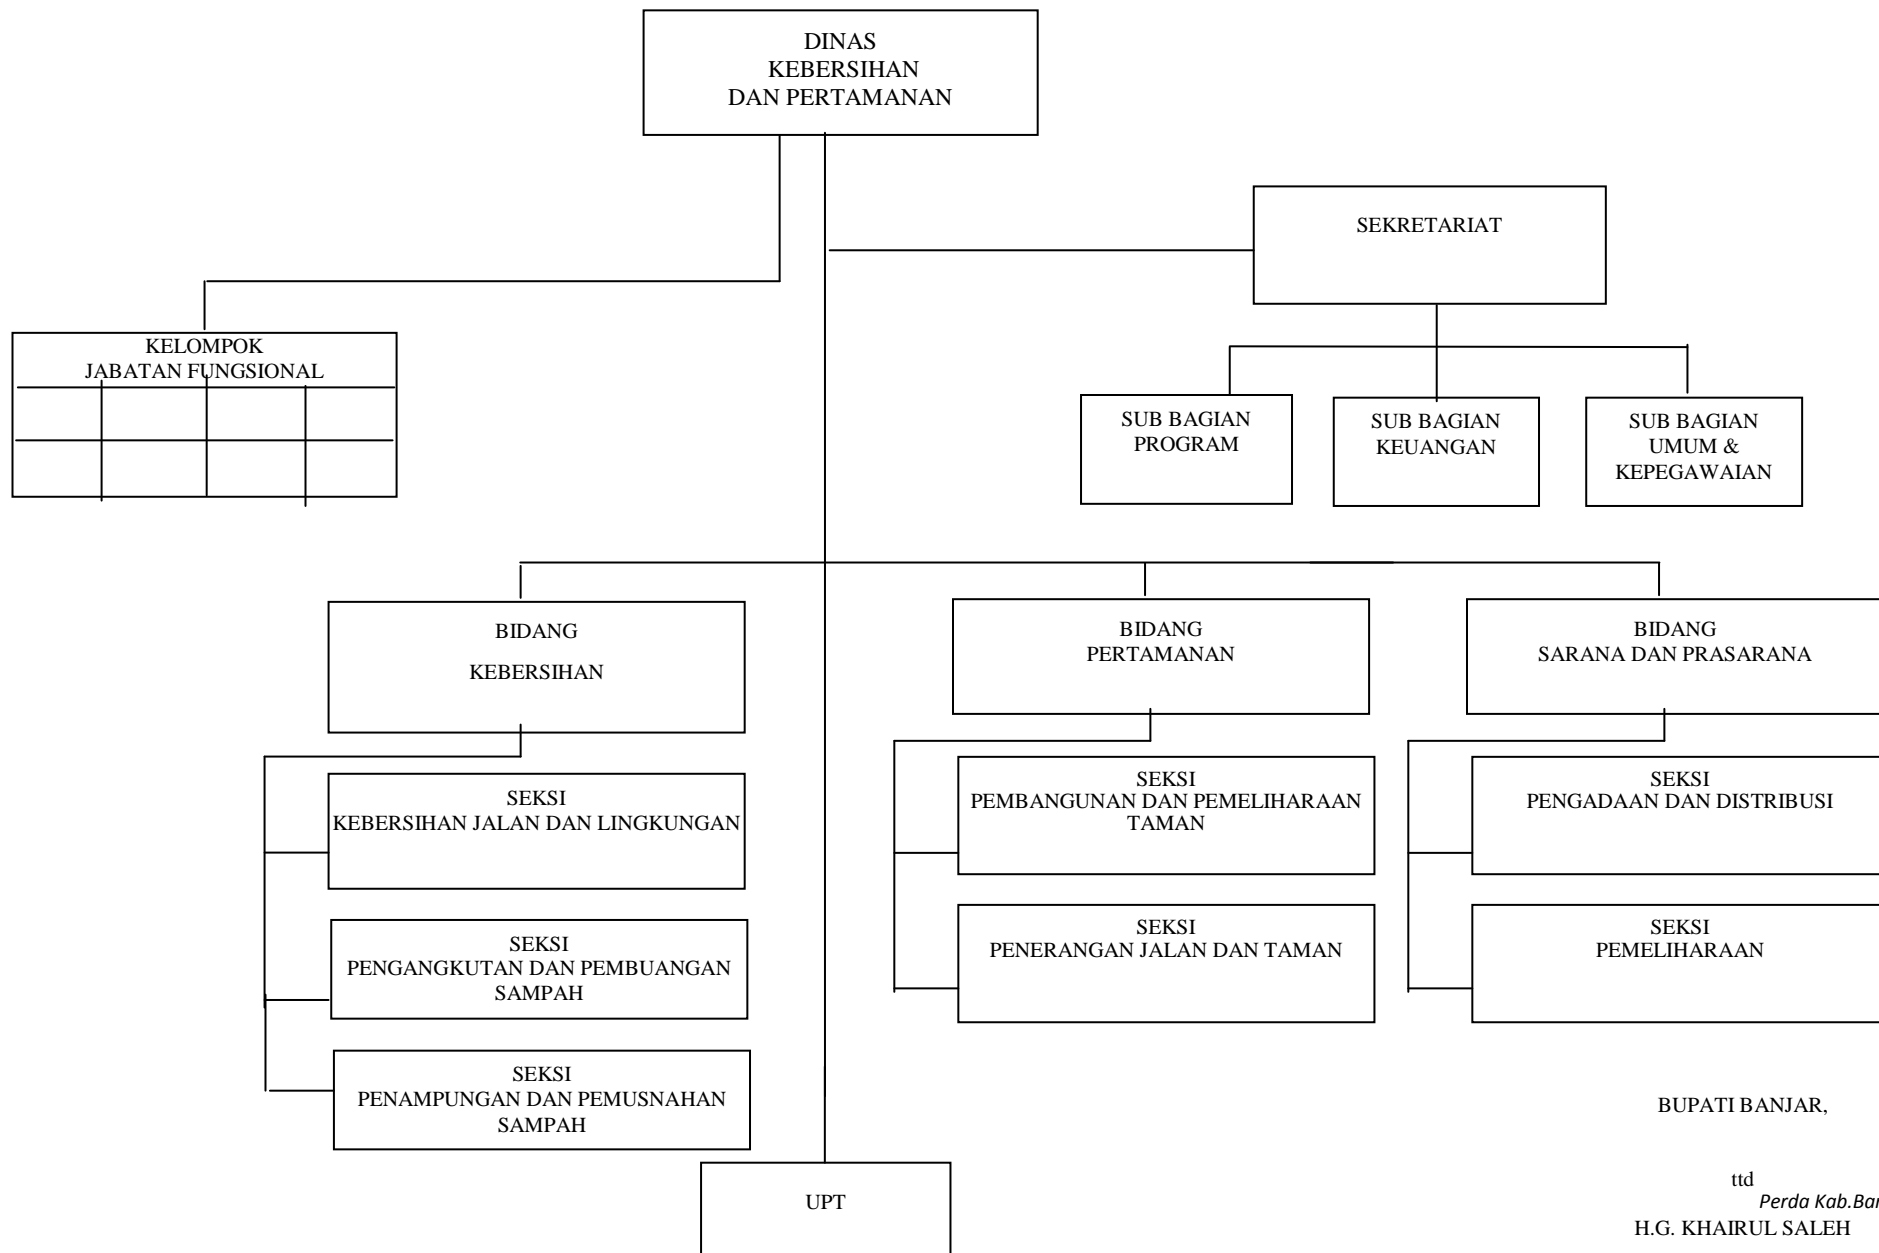 DINAS
KEBERSIHAN
DAN PERTAMANAN
SEKRETARIAT
KELOMPOK
JABATAN FUNGSIONAL
SUB BAGIAN
PROGRAM
SUB BAGIAN
KEUANGAN
SUB BAGIAN
UMUM &
KEPEGAWAIAN
BIDANG
KEBERSIHAN
BIDANG
PERTAMANAN
BIDANG
SARANA DAN PRASARANA
SEKSI
KEBERSIHAN JALAN DAN LINGKUNGAN
SEKSI
PEMBANGUNAN DAN PEMELIHARAAN
TAMAN
SEKSI
PENGADAAN DAN DISTRIBUSI
SEKSI
PENGANGKUTAN DAN PEMBUANGAN
SAMPAH
SEKSI
PENERANGAN JALAN DAN TAMAN
SEKSI
PEMELIHARAAN
SEKSI
PENAMPUNGAN DAN PEMUSNAHAN
SAMPAH
UPT
BUPATI BANJAR,
ttd
Perda Kab.Ban
H.G. KHAIRUL SALEH